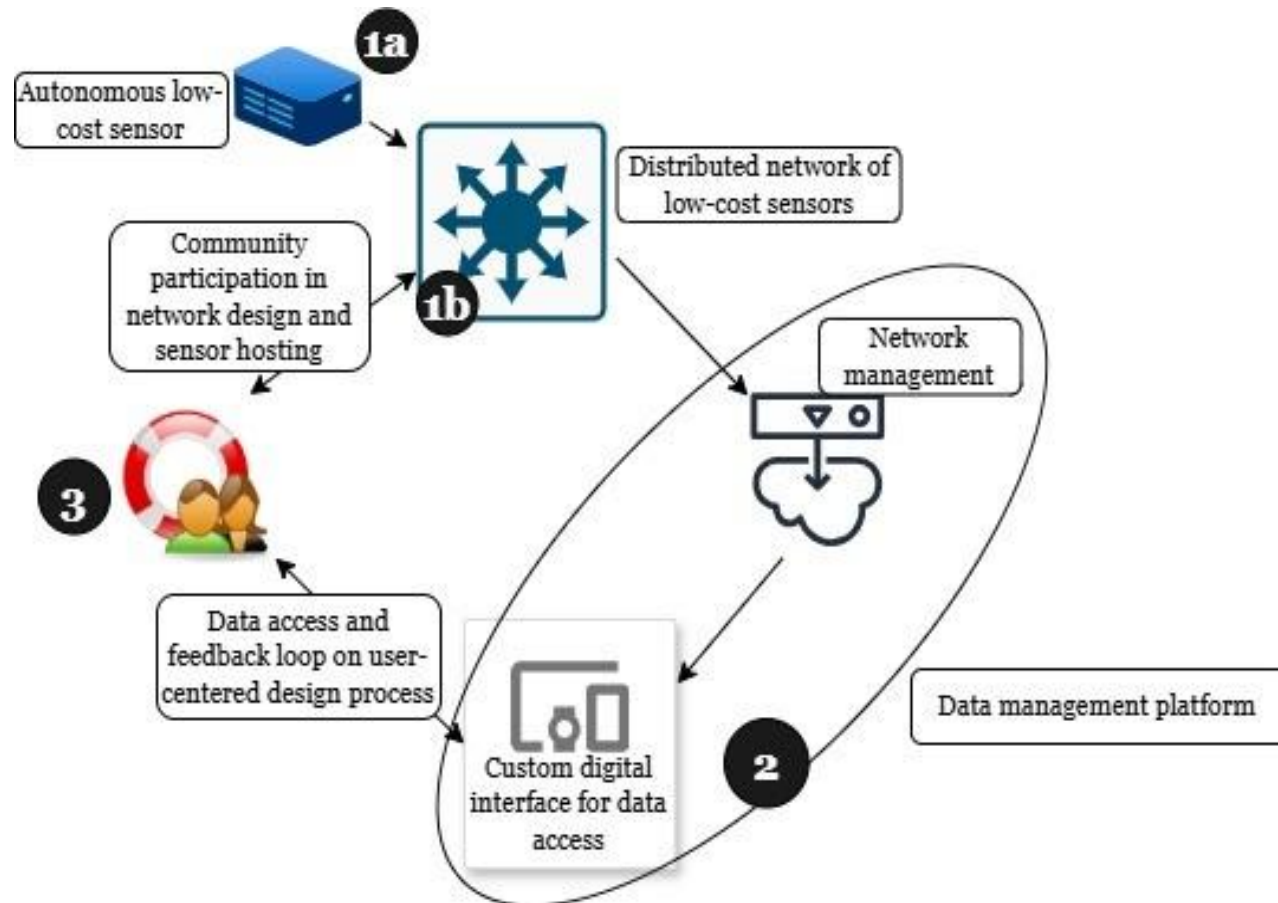 1a
Autonomous low-
cost sensor
Distributed network of
low-cost sensors
Community
participation in
network design and
sensor hosting
1b
Network
management
3
Data access and
feedback loop on user-
centered design process
Data management platform
2
Custom digital
interface for data
access